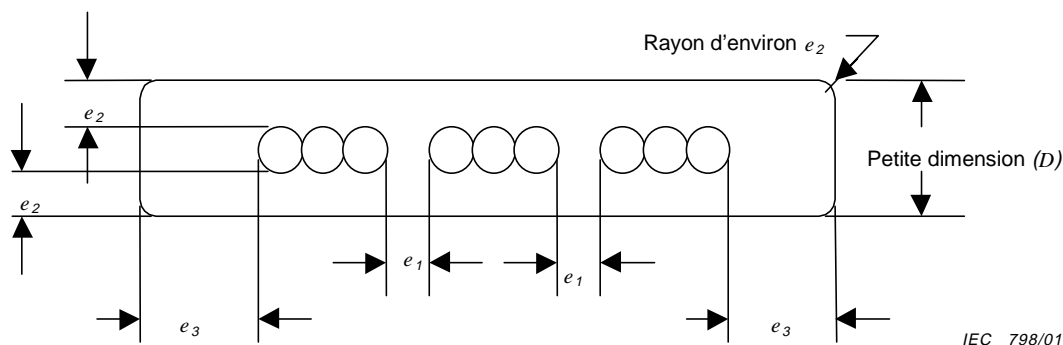 Rayon d’environ e2
e2
Petite dimension (D)
e2
e1
e1
e3
e3
IEC 798/01